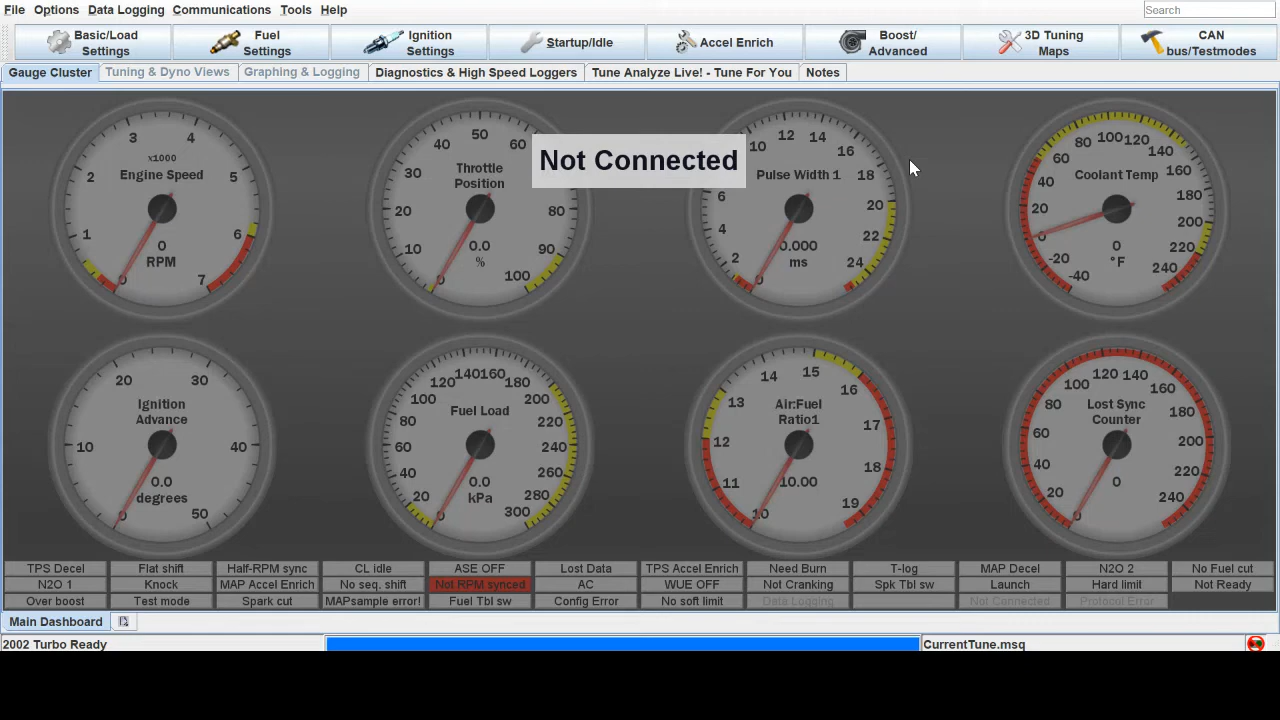 File Options Data Logging Communications Tools Help Search
Basic/Load Settings
Fuel Settings
Ignition Settings
Startup/Idle
Accel Enrich
Boost/ Advanced
3D Tuning Maps
CAN bus/Testmodes
Gauge Cluster Tuning & Dyno Views Graphing & Logging Diagnostics & High Speed Loggers Tune Analyze Live! - Tune For You Notes
Not Connected
0 1 2 3 4 5 6 7
x1000
Engine Speed
0
RPM
0 10 20 30 40 50 60 80 90 100
Throttle
Position
0.0
%
0 2 4 6 10 12 14 16 18 20 22 24
Pulse Width 1
0.000
ms
-40 -20 0 20 40 60 80 100 120 140 160 180 200 220 240
Coolant Temp
0
°F
0 10 20 30 40 50
Ignition
Advance
0.0
degrees
0 20 40 60 80 100 120 140 160 180 200 220 240 260 280 300
Fuel Load
0.0
kPa
10 11 12 13 14 15 16 17 18 19
Air:Fuel
Ratio1
10.00
0 20 40 60 80 100 120 140 160 180 200 220 240
Lost Sync
Counter
0
TPS Decel Flat shift Half-RPM sync CL idle ASE OFF Lost Data TPS Accel Enrich Need Burn T-log MAP Decel N2O 2 No Fuel cut
N2O 1 Knock MAP Accel Enrich No seq. shift Not RPM synced AC WUE OFF Not Cranking Spk Tbl sw Launch Hard limit Not Ready
Over boost Test mode Spark cut MAPsample error! Fuel Tbl sw Config Error No soft limit Data Logging Not Connected Protocol Error
Main Dashboard
2002 Turbo Ready CurrentTune.msq